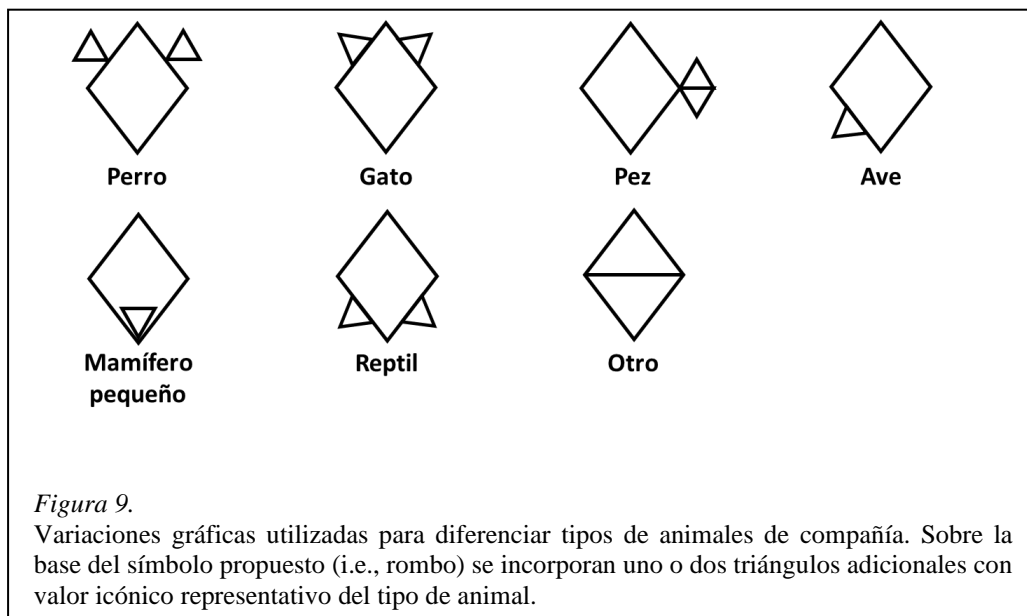 Perro Gato Pez Ave
Mamífero Reptil Otro
pequeño
Figura 9.
Variaciones gráficas utilizadas para diferenciar tipos de animales de compañía. Sobre la
base del símbolo propuesto (i.e., rombo) se incorporan uno o dos triángulos adicionales con
valor icónico representativo del tipo de animal.